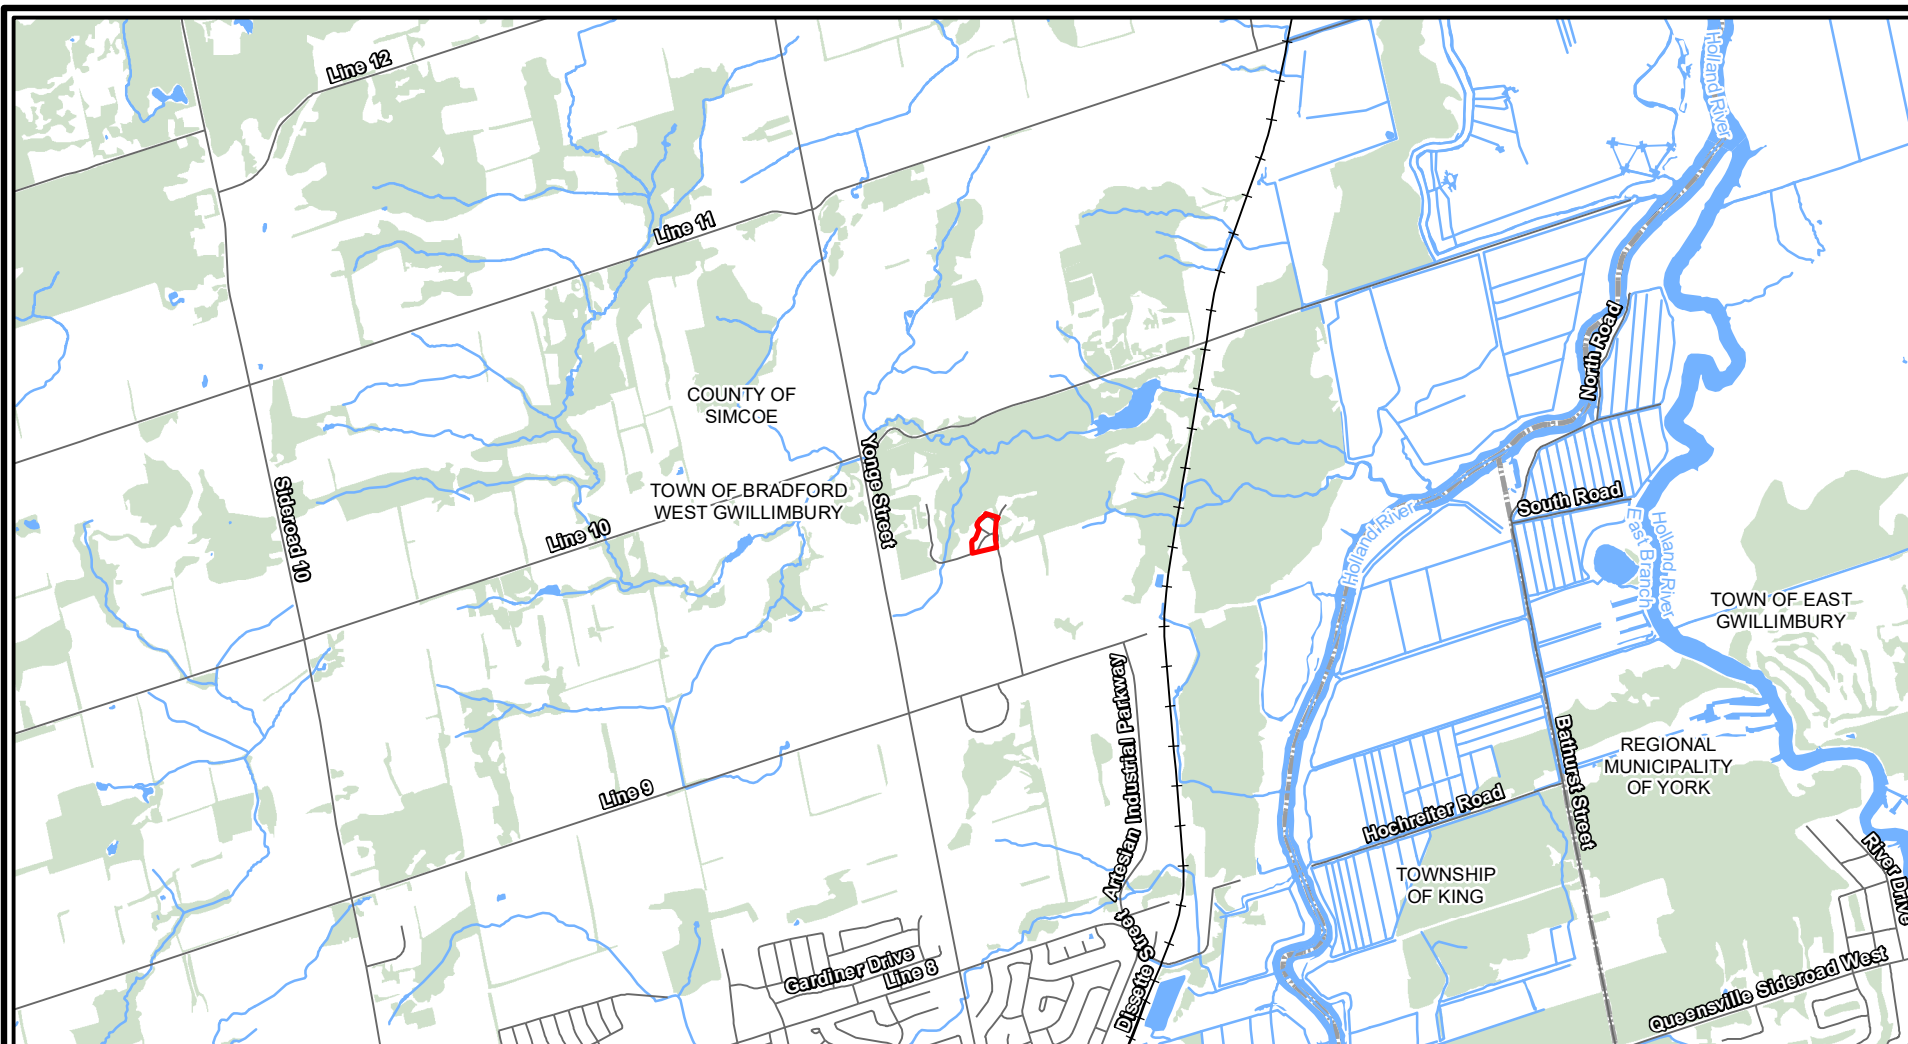 Line 12
Holland River
Line 11
North Road
COUNTY OF
SIMCOE
Yonge Street
Sideroad 10
TOWN OF BRADFORD
WEST GWILLIMBURY
Line 10
South Road
Holland River
Holland River
East Branch
TOWN OF EAST
GWILLIMBURY
Artesian Industrial Parkway
Bathurst Street
REGIONAL
MUNICIPALITY
OF YORK
Line 9
Hochreiter Road
River Drive
TOWNSHIP
OF KING
Gardiner Drive
Line 8
Dissette Street
Queensville Sideroad West